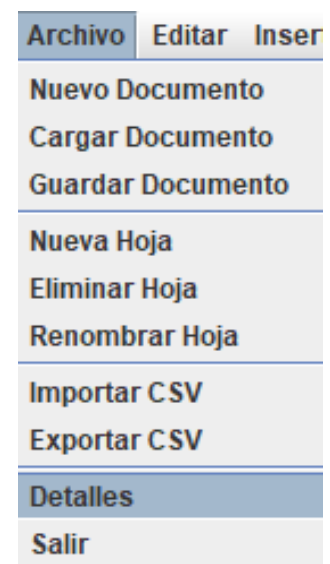 Archivo Editar
Nuevo Documento
Cargar Documento
Guardar Documento
Nueva Hoja
Eliminar Hoja
Renombrar Hoja
Importar CSV
Exportar CSV
Detalles
Salir